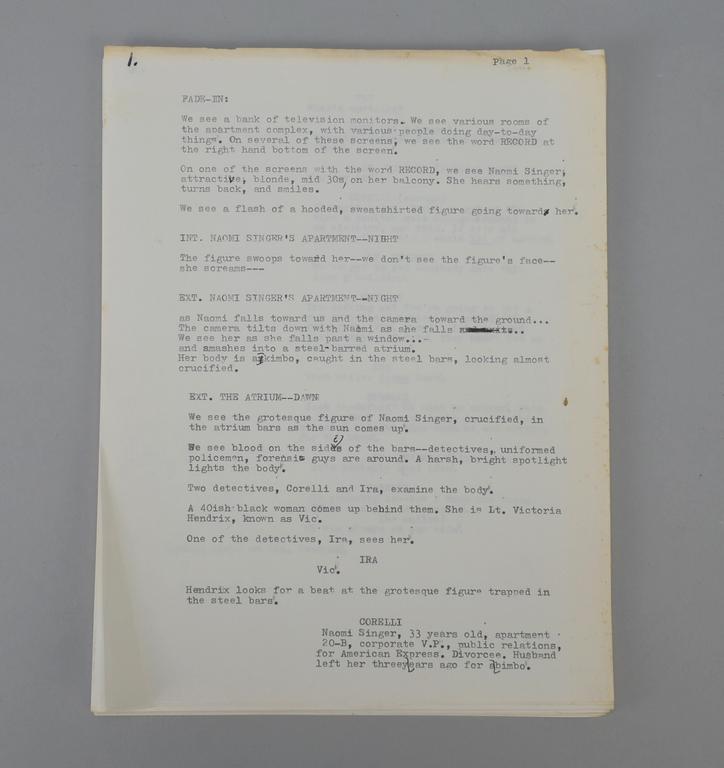 1.
Page 1
FADE-EN:
We see a bank of television monitors. We see various rooms of
the apartment complex, with various people doing day-to-day
things. On several of these screens, we see the word RECORD at
the right hand bottom of the screen.
On one of the screens with the word RECORD, we see Naomi Singer,
attractive, blonde, mid 30s, on her balcony. She hears something,
turns back, and smiles.
We see a flash of a hooded, sweatshirted figure going toward her.
INT. NAOMI SINGER'S APARTMENT--NIGHT
The figure swoops toward her--we don't see the figure's face--
she screams---
EXT. NAOMI SINGER'S APARTMENT--NIGHT
as Naomi falls toward us and the camera toward the ground...
The camera tilts down with Naomi as she falls
We see her as she falls past a window...-
and smashes into a steel-barred atrium.
Her body is akimbo, caught in the steel bars, looking almost
crucified.
EXT. THE ATRIUM--DAWN
We see the grotesque figure of Naomi Singer, crucified, in
the atrium bars as the sun comes up.
We see blood on the sides of the bars--detectives, uniformed
policemen, forensic guys are around. A harsh, bright spotlight
lights the body.
Two detectives, Corelli and Ira, examine the body.
A 40ish black woman comes up behind them. She is Lt. Victoria
Hendrix, known as Vic.
One of the detectives, Ira, sees her.
IRA
Vic.
Hendrix looks for a beat at the grotesque figure trapped in
the steel bars.
CORELLI
Naomi Singer, 33 years old, apartment
20-B, corporate V.P., public relations,
for American Express. Divorcee. Husband
left her three years ago for a bimbo.